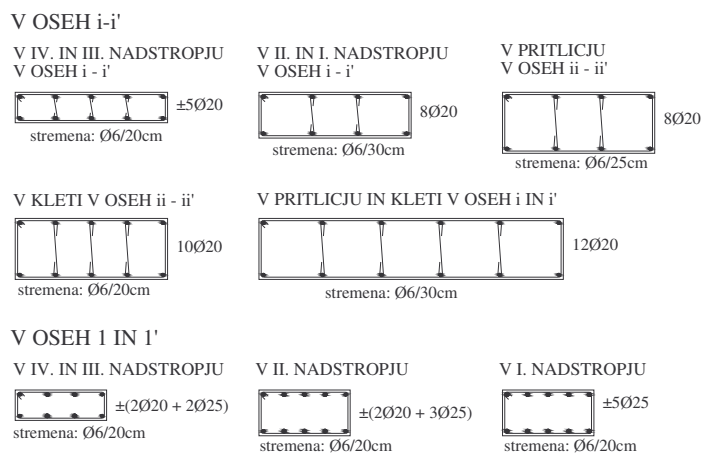 V OSEH i-i'
V IV. IN III. NADSTROPJU
V OSEH i - i'
±5Ø20
stremena: Ø6/20cm
V II. IN I. NADSTROPJU
V OSEH i - i'
8Ø20
stremena: Ø6/30cm
V PRITLICJU
V OSEH ii - ii'
8Ø20
stremena: Ø6/25cm
V KLETI V OSEH ii - ii'
10Ø20
stremena: Ø6/20cm
V PRITLICJU IN KLETI V OSEH i IN i'
12Ø20
stremena: Ø6/30cm
V OSEH 1 IN 1'
V IV. IN III. NADSTROPJU
±(2Ø20 + 2Ø25)
stremena: Ø6/20cm
V II. NADSTROPJU
±(2Ø20 + 3Ø25)
stremena: Ø6/20cm
V I. NADSTROPJU
±5Ø25
stremena: Ø6/20cm